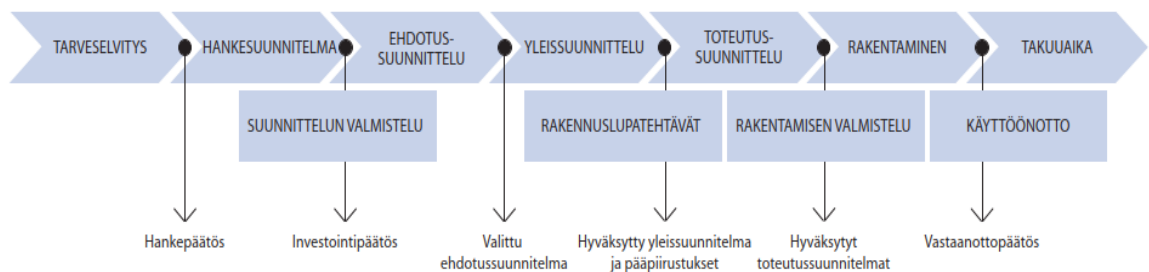 TARVESELVITYS
HANKESUUNNITELMA
EHDOTUS-
SUUNNITTELU
YLEISSUUNNITTELU
TOTEUTUS-
SUUNNITTELU
RAKENTAMINEN
TAKUUAIKA
SUUNNITTELUN VALMISTELU
RAKENNUSLUPATEHTÄVÄT
RAKENTAMISEN VALMISTELU
KÄYTTÖÖNOTTO
Hankepäätös
Investointipäätös
Valittu
ehdotussuunnitelma
Hyväksytty yleissuunnitelma
ja pääpiirustukset
Hyväksytyt
toteutussuunnitelmat
Vastaanottopäätös